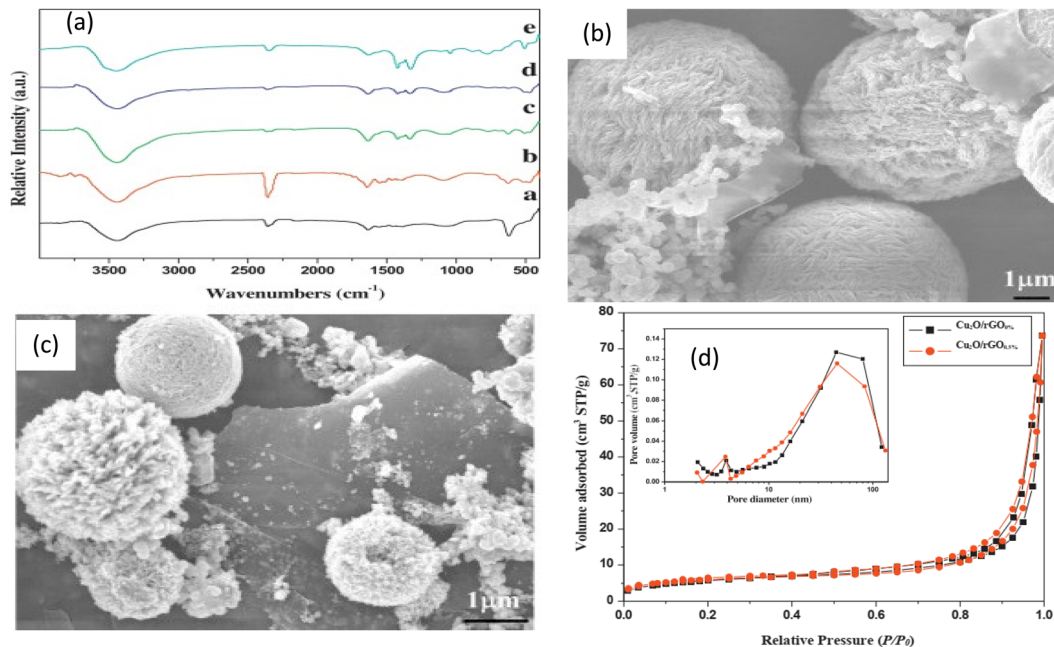 (a)
e
d
c
b
a
Relative Intensity (a.u.)
3500 3000 2500 2000 1500 1000 500
Wavenumbers (cm⁻¹)
(b)
1μm
(c)
1μm
80
70
60
50
40
30
20
10
0
Volume adsorbed (cm³ STP/g)
0.0 0.2 0.4 0.6 0.8 1.0
Relative Pressure (P/P₀)
Cu₂O/rGO₀%
Cu₂O/rGO₀.₅%
(d)
0.14
0.12
0.10
0.08
0.06
0.04
0.02
0.00
Pore volume (cm³ STP/g)
1 10 100
Pore diameter (nm)